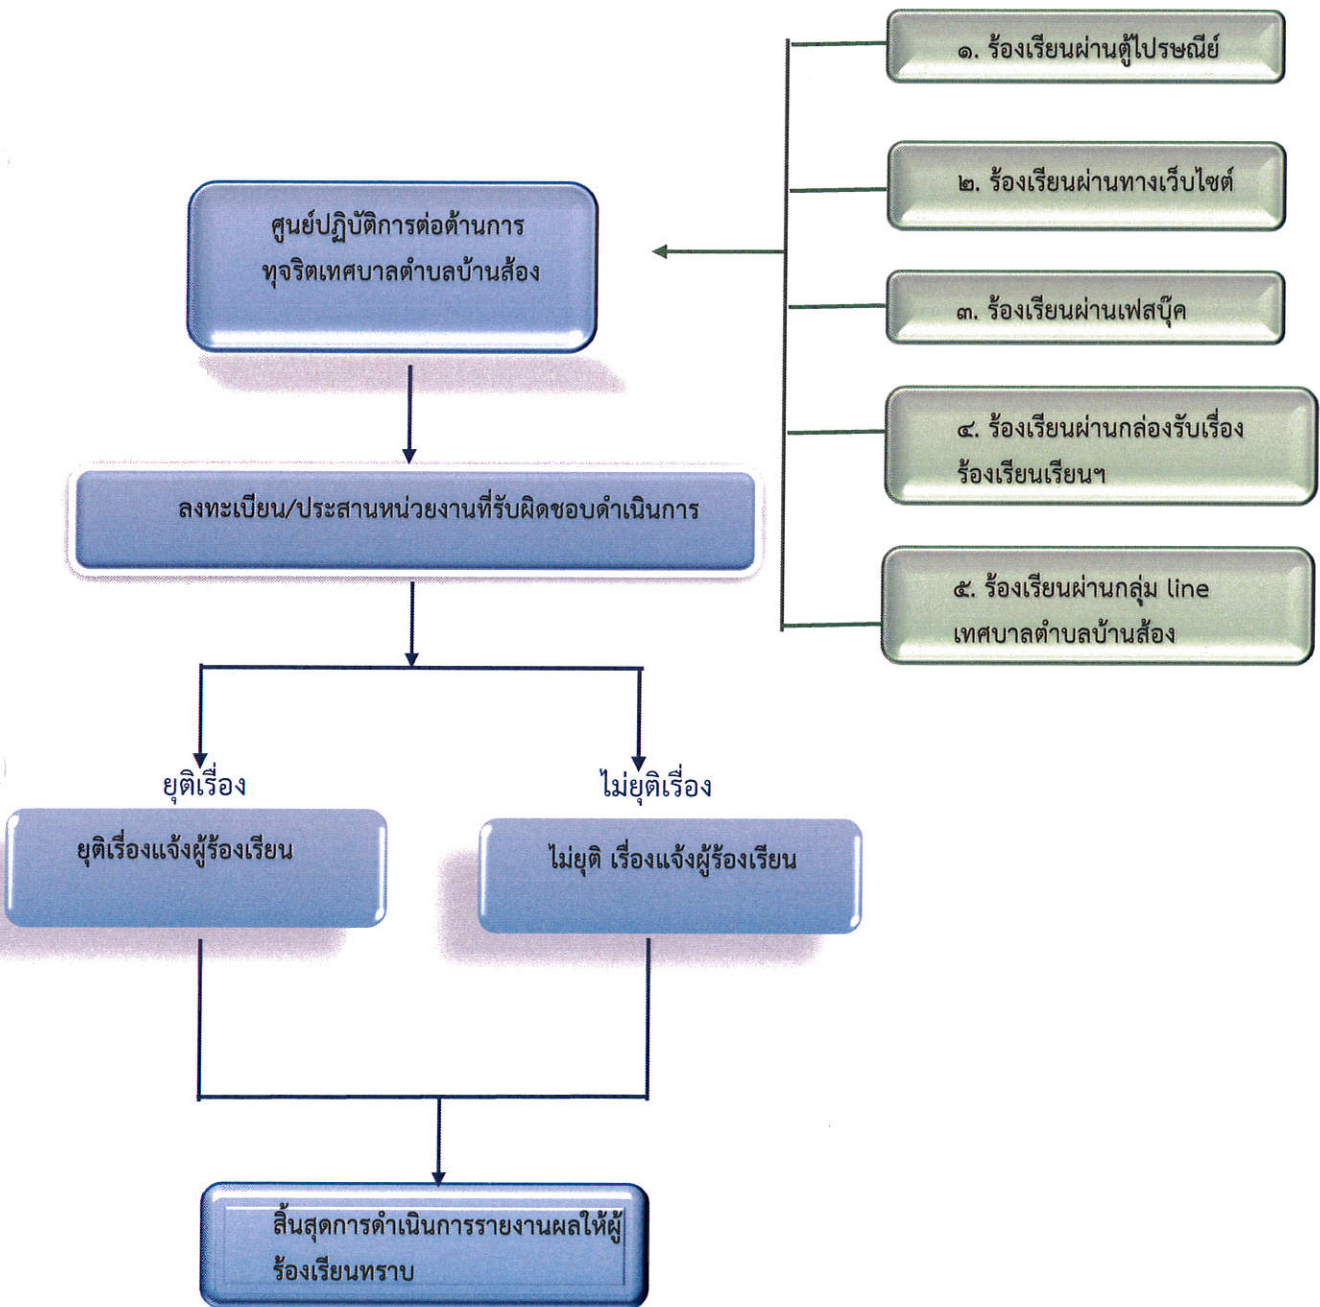 ๑. ร้องเรียนผ่านตู้ไปรษณีย์
๒. ร้องเรียนผ่านทางเว็บไซต์
ศูนย์ปฏิบัติการต่อต้านการ
ทุจริตเทศบาลตำบลบ้านส้อง
๓. ร้องเรียนผ่านเฟสบุ๊ค
๔. ร้องเรียนผ่านกล่องรับเรื่อง
ร้องเรียนเรียนฯ
ลงทะเบียน/ประสานหน่วยงานที่รับผิดชอบดำเนินการ
๕. ร้องเรียนผ่านกลุ่ม line
เทศบาลตำบลบ้านส้อง
ยุติเรื่อง
ไม่ยุติเรื่อง
ยุติเรื่องแจ้งผู้ร้องเรียน
ไม่ยุติ เรื่องแจ้งผู้ร้องเรียน
สิ้นสุดการดำเนินการรายงานผลให้ผู้
ร้องเรียนทราบ